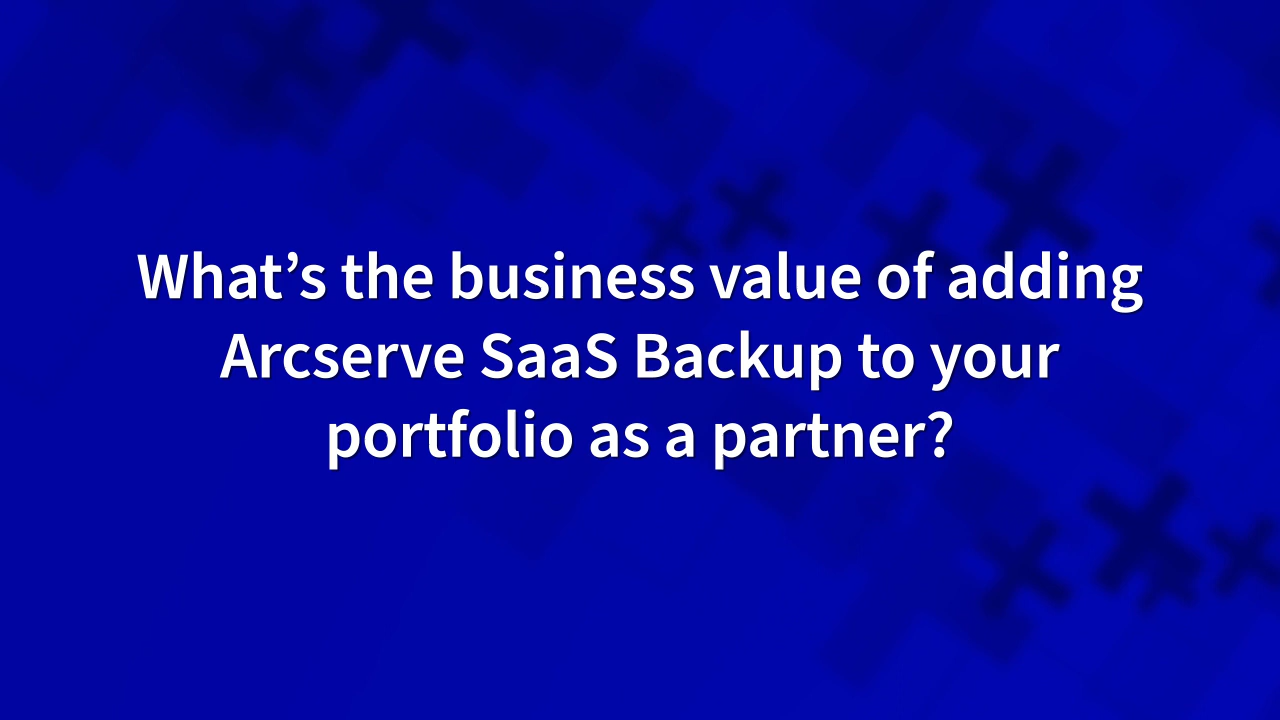 What’s the business value of adding
Arcserve SaaS Backup to your
portfolio as a partner?